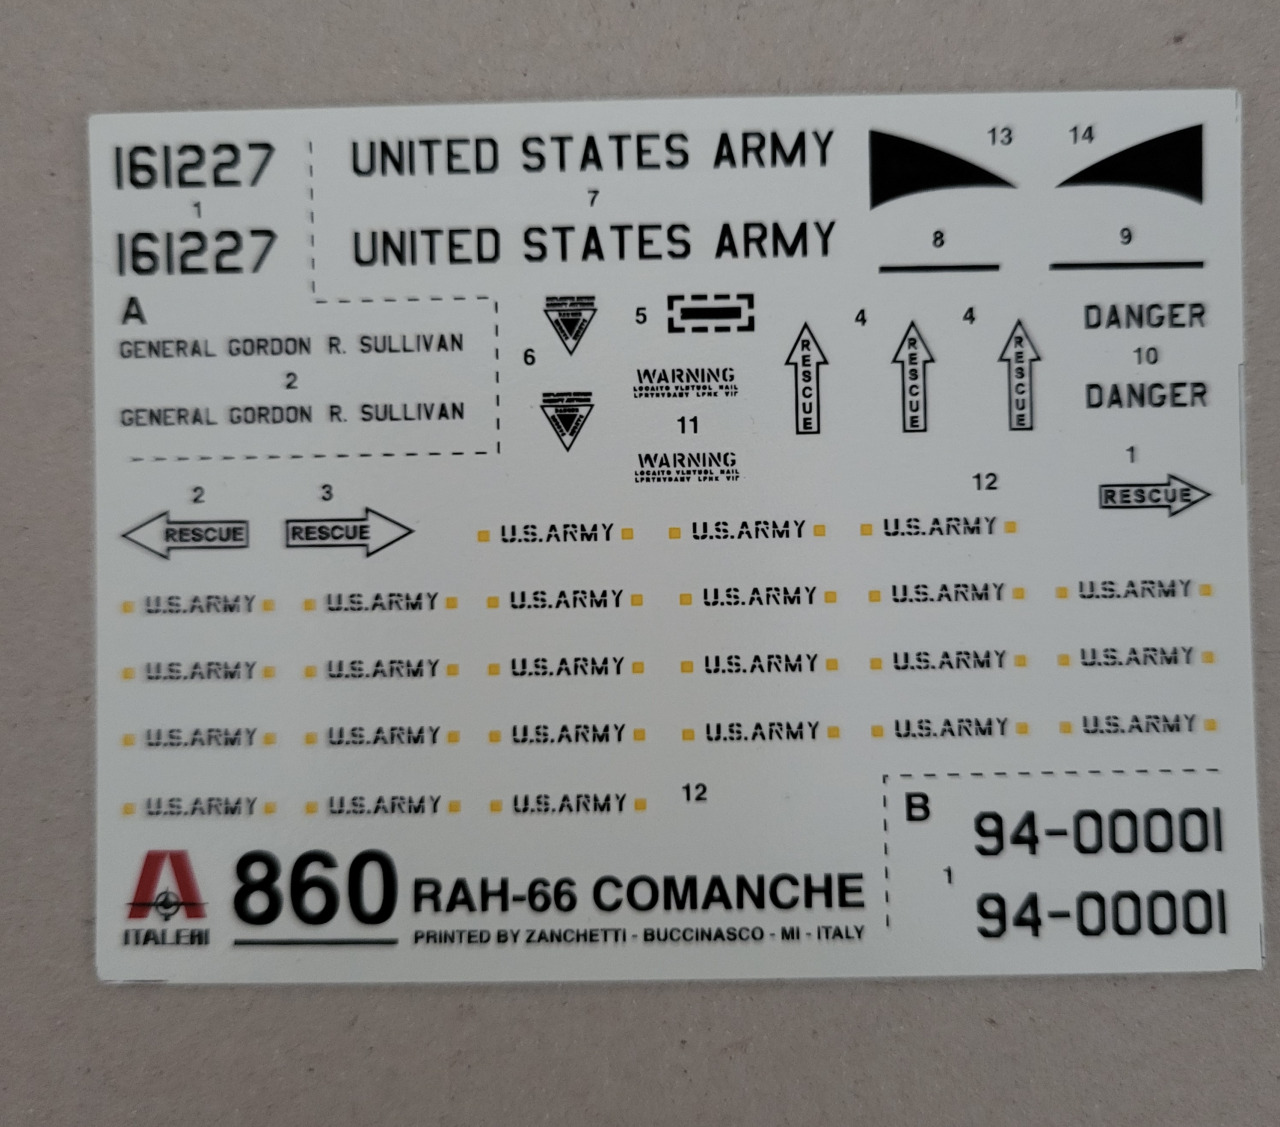 161227
1
161227
UNITED STATES ARMY
7
UNITED STATES ARMY
13 14
8 9
A
GENERAL GORDON R. SULLIVAN
2
GENERAL GORDON R. SULLIVAN
6
5
WARNING
11
WARNING
4 4
RESCUE RESCUE RESCUE
DANGER
10
DANGER
1
RESCUE
2 3
RESCUE RESCUE
12
U.S.ARMY U.S.ARMY U.S.ARMY
U.S.ARMY U.S.ARMY U.S.ARMY U.S.ARMY U.S.ARMY U.S.ARMY
U.S.ARMY U.S.ARMY U.S.ARMY U.S.ARMY U.S.ARMY U.S.ARMY
U.S.ARMY U.S.ARMY U.S.ARMY U.S.ARMY U.S.ARMY U.S.ARMY
U.S.ARMY U.S.ARMY U.S.ARMY 12
B
94-00001
1
94-00001
ITALERI
860 RAH-66 COMANCHE
PRINTED BY ZANCHETTI - BUCCINASCO - MI - ITALY